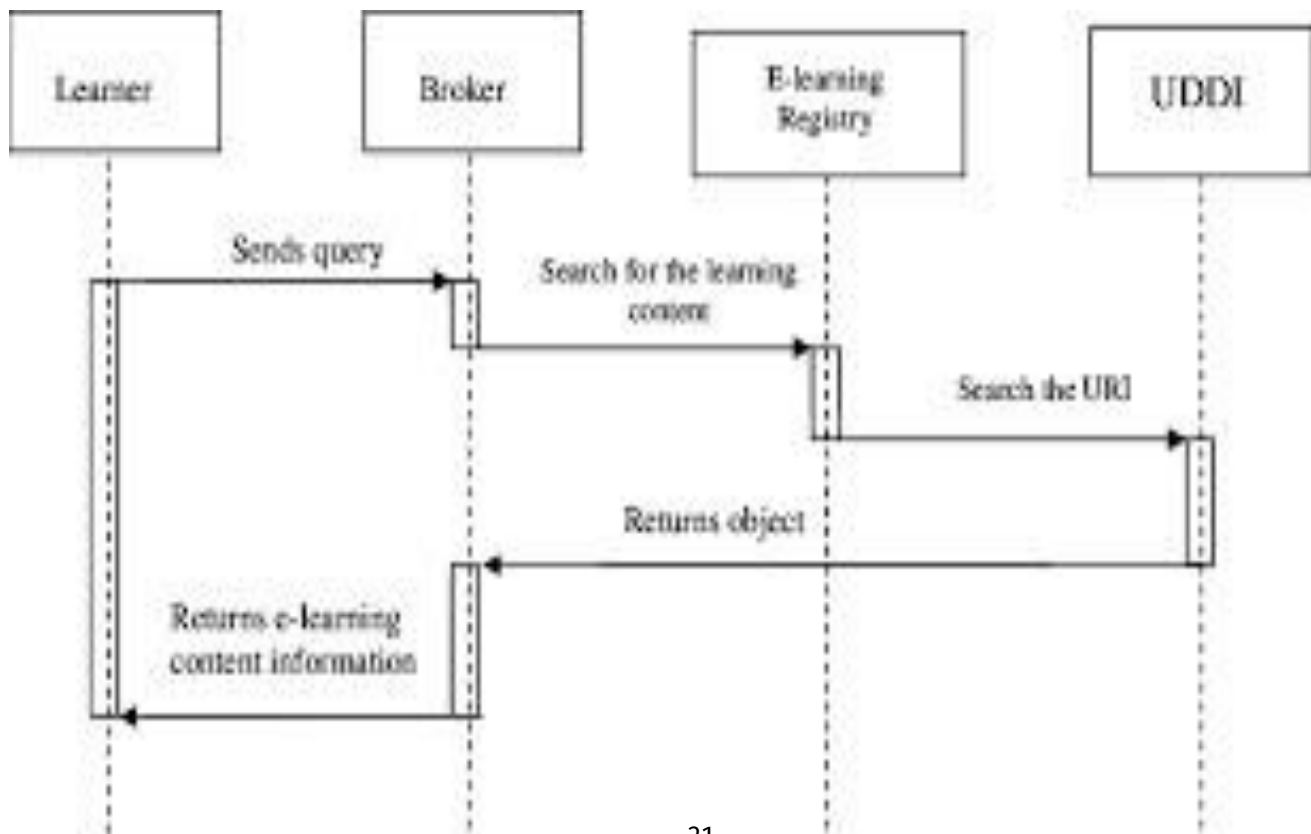 Learner
Broker
E-learning
Registry
UDDI
Sends query
Search for the learning
content
Search the URI
Returns object
Returns e-learning
content information
21